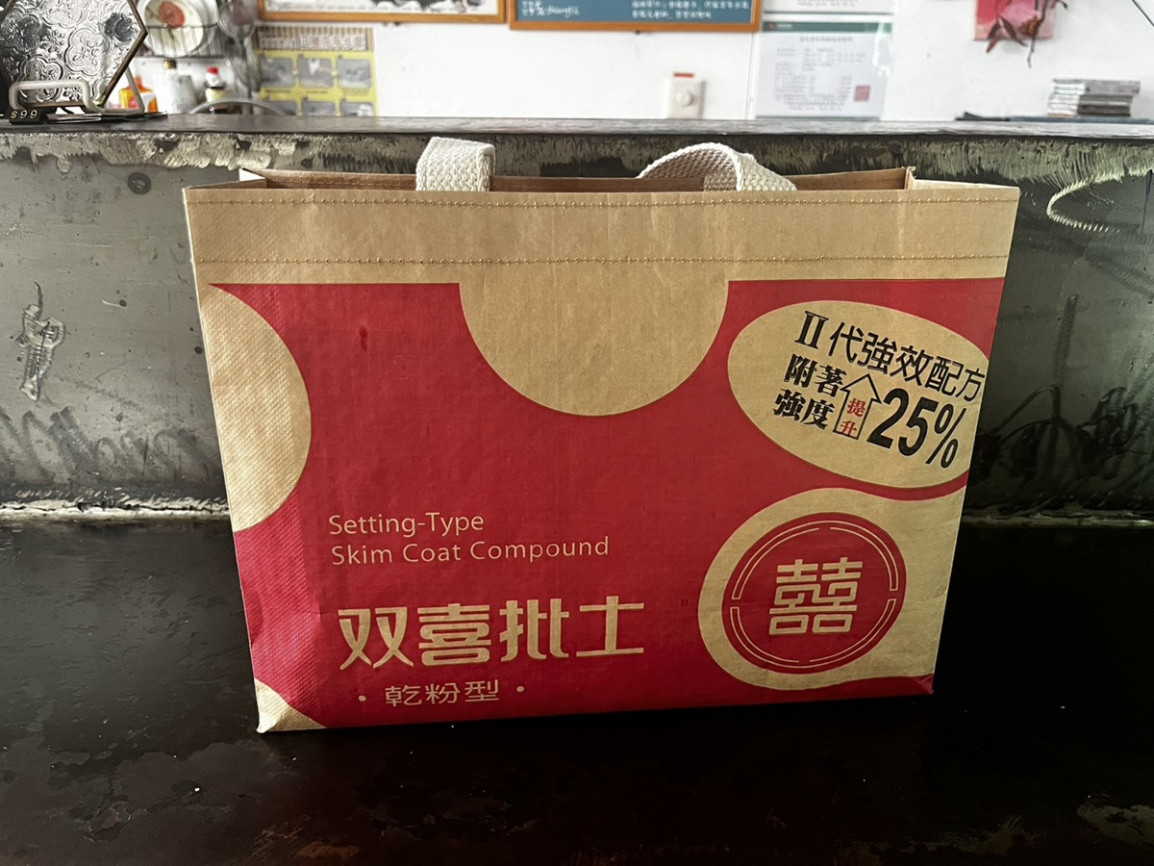 II代強效配方
附著
強度
提升
25%
Setting-Type
Skim Coat Compound
囍
双喜批土
·乾粉型·
$99